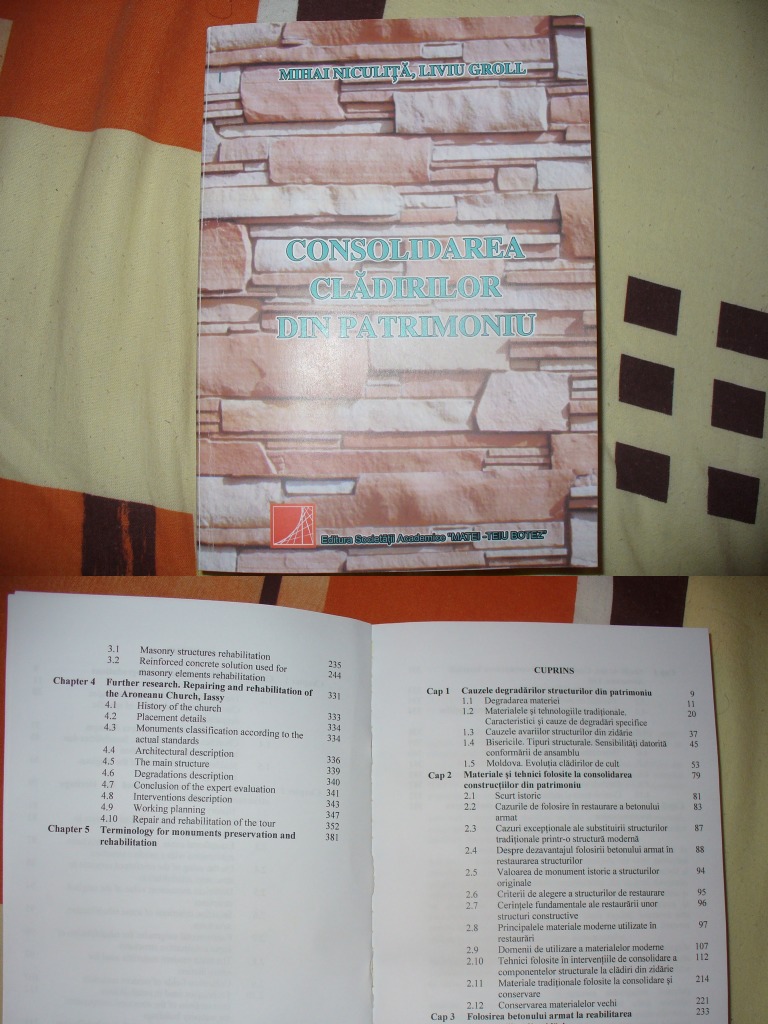 MIHAI NICULIȚĂ, LIVIU GROLL
CONSOLIDAREA
CLĂDIRILOR
DIN PATRIMONIU
Editura Societății Academice "MATEI -TEIU BOTEZ"
3.1 Masonry structures rehabilitation 235
3.2 Reinforced concrete solution used for 244
masonry elements rehabilitation
Chapter 4 Further research. Repairing and rehabilitation of 331
the Aroneanu Church, Iassy
4.1 History of the church 333
4.2 Placement details 334
4.3 Monuments classification according to the 334
actual standards
4.4 Architectural description 336
4.5 The main structure 339
4.6 Degradations description 340
4.7 Conclusion of the expert evaluation 341
4.8 Interventions description 343
4.9 Working planning 347
4.10 Repair and rehabilitation of the tour 352
Chapter 5 Terminology for monuments preservation and 381
rehabilitation
CUPRINS
Cap 1 Cauzele degradărilor structurilor din patrimoniu 9
1.1 Degradarea materiei 11
1.2 Materialele și tehnologiile tradiționale. 20
Caracteristici și cauze de degradări specifice
1.3 Cauzele avariilor structurilor din zidărie 37
1.4 Bisericile. Tipuri structurale. Sensibilități datorită 45
conformării de ansamblu
1.5 Moldova. Evoluția clădirilor de cult 53
Cap 2 Materiale și tehnici folosite la consolidarea 79
construcțiilor din patrimoniu
2.1 Scurt istoric 81
2.2 Cazurile de folosire în restaurare a betonului 83
armat
2.3 Cazuri excepționale ale substituirii structurilor 87
tradiționale printr-o structură modernă
2.4 Despre dezavantajul folosirii betonului armat în 88
restaurarea structurilor
2.5 Valoarea de monument istoric a structurilor 94
originale
2.6 Criterii de alegere a structurilor de restaurare 95
2.7 Cerințele fundamentale ale restaurării unor 96
structuri constructive
2.8 Principalele materiale moderne utilizate în 97
restaurări
2.9 Domenii de utilizare a materialelor moderne 107
2.10 Tehnici folosite în intervențiile de consolidare a 112
componentelor structurale la clădiri din zidărie
2.11 Materiale tradiționale folosite la consolidare și 214
conservare
2.12 Conservarea materialelor vechi 221
Cap 3 Folosirea betonului armat la reabilitarea 233